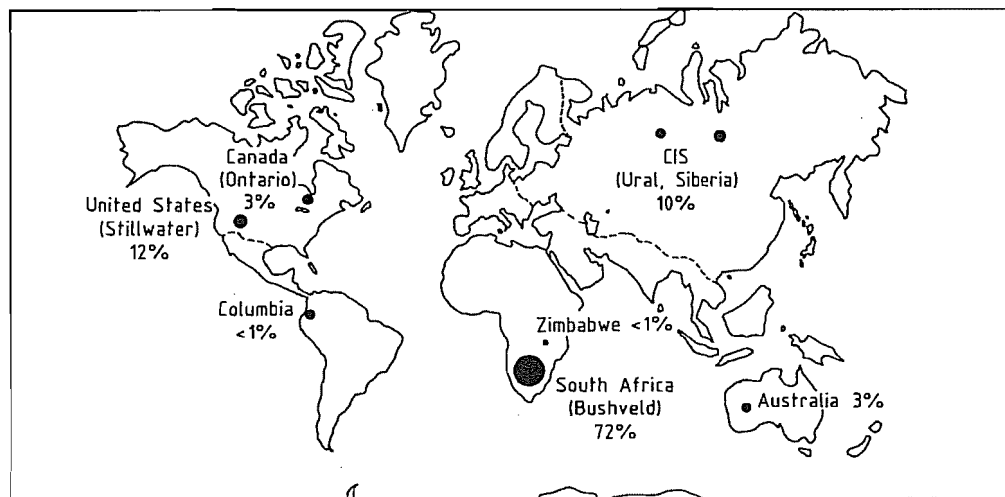 Canada
(Ontario)
3%
United States
(Stillwater)
12%
CIS
(Ural, Siberia)
10%
Columbia
<1%
Zimbabwe <1%
South Africa
(Bushveld)
72%
Australia 3%